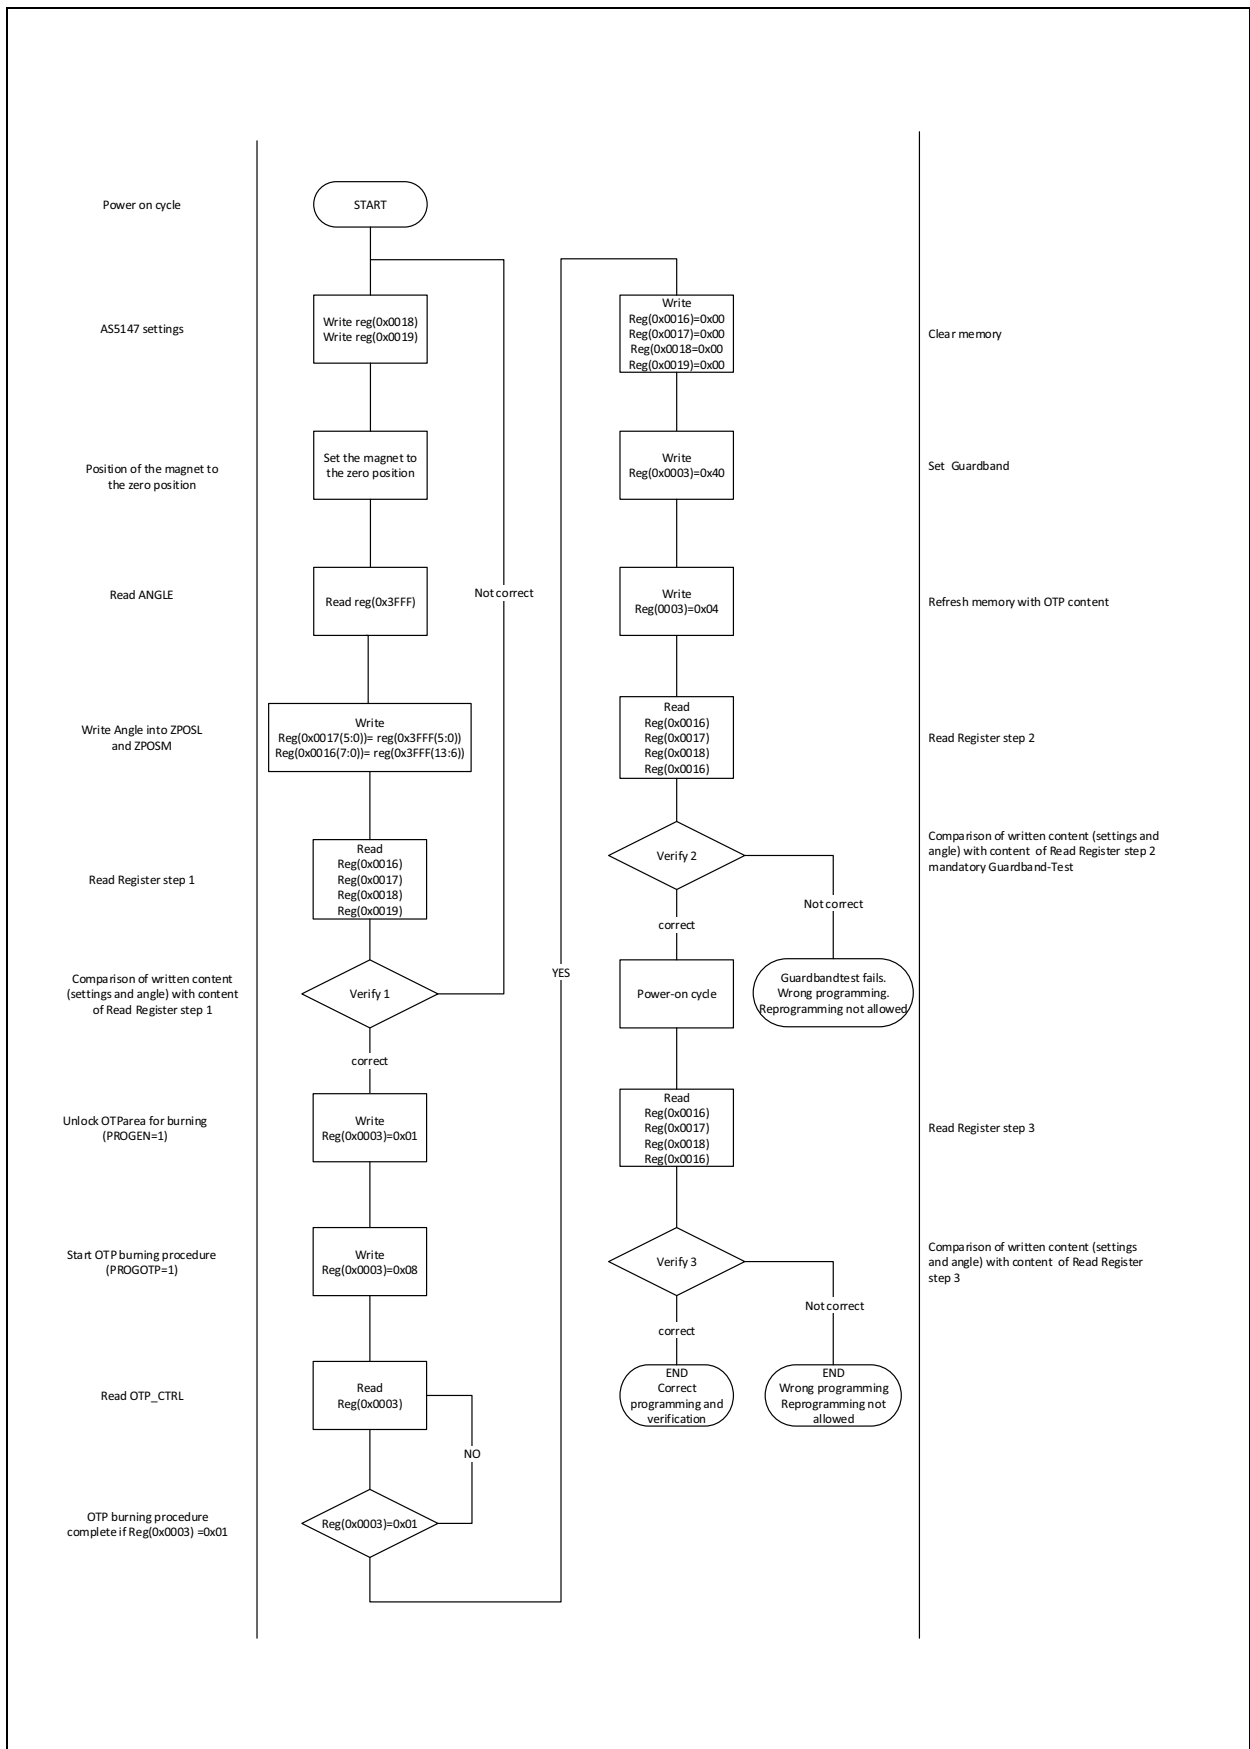 Power on cycle
START
AS5147 settings
Write reg(0x0018)
Write reg(0x0019)
Position of the magnet to
the zero position
Set the magnet to
the zero position
Read ANGLE
Read reg(0x3FFF)
Not correct
Write Angle into ZPOSL
and ZPOSM
Write
Reg(0x0017(5:0))= reg(0x3FFF(5:0))
Reg(0x0016(7:0))= reg(0x3FFF(13:6))
Read Register step 1
Read
Reg(0x0016)
Reg(0x0017)
Reg(0x0018)
Reg(0x0019)
Comparison of written content
(settings and angle) with content
of Read Register step 1
Verify 1
correct
Unlock OTParea for burning
(PROGEN=1)
Write
Reg(0x0003)=0x01
Start OTP burning procedure
(PROGOTP=1)
Write
Reg(0x0003)=0x08
Read OTP_CTRL
Read
Reg(0x0003)
NO
OTP burning procedure
complete if Reg(0x0003) =0x01
Reg(0x0003)=0x01
YES
Write
Reg(0x0016)=0x00
Reg(0x0017)=0x00
Reg(0x0018=0x00
Reg(0x0019)=0x00
Clear memory
Write
Reg(0x0003)=0x40
Set Guardband
Write
Reg(0003)=0x04
Refresh memory with OTP content
Read
Reg(0x0016)
Reg(0x0017)
Reg(0x0018)
Reg(0x0016)
Read Register step 2
Verify 2
Comparison of written content (settings and
angle) with content of Read Register step 2
mandatory Guardband-Test
Not correct
correct
Guardbandtest fails.
Wrong programming.
Reprogramming not allowed
Power-on cycle
Read
Reg(0x0016)
Reg(0x0017)
Reg(0x0018)
Reg(0x0016)
Read Register step 3
Verify 3
Comparison of written content (settings
and angle) with content of Read Register
step 3
Not correct
correct
END
Correct
programming and
verification
END
Wrong programming
Reprogramming not
allowed